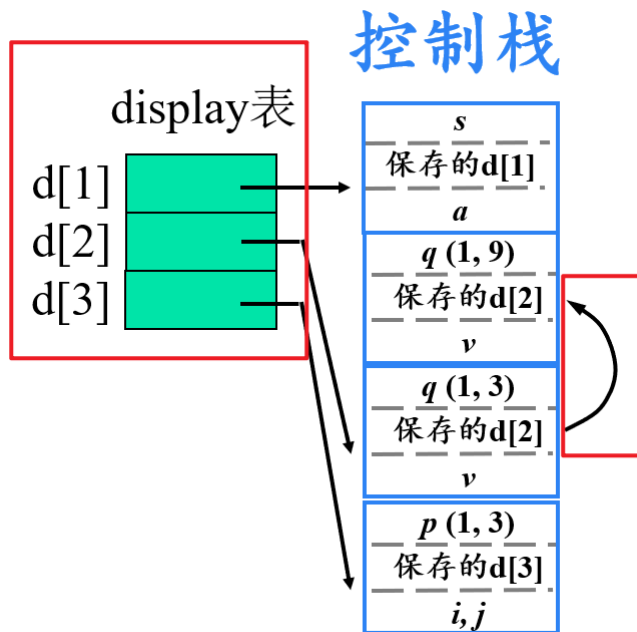 控制栈
display表
d[1]
d[2]
d[3]
s
保存的d[1]
a
q (1, 9)
保存的d[2]
v
q (1, 3)
保存的d[2]
v
p (1, 3)
保存的d[3]
i, j